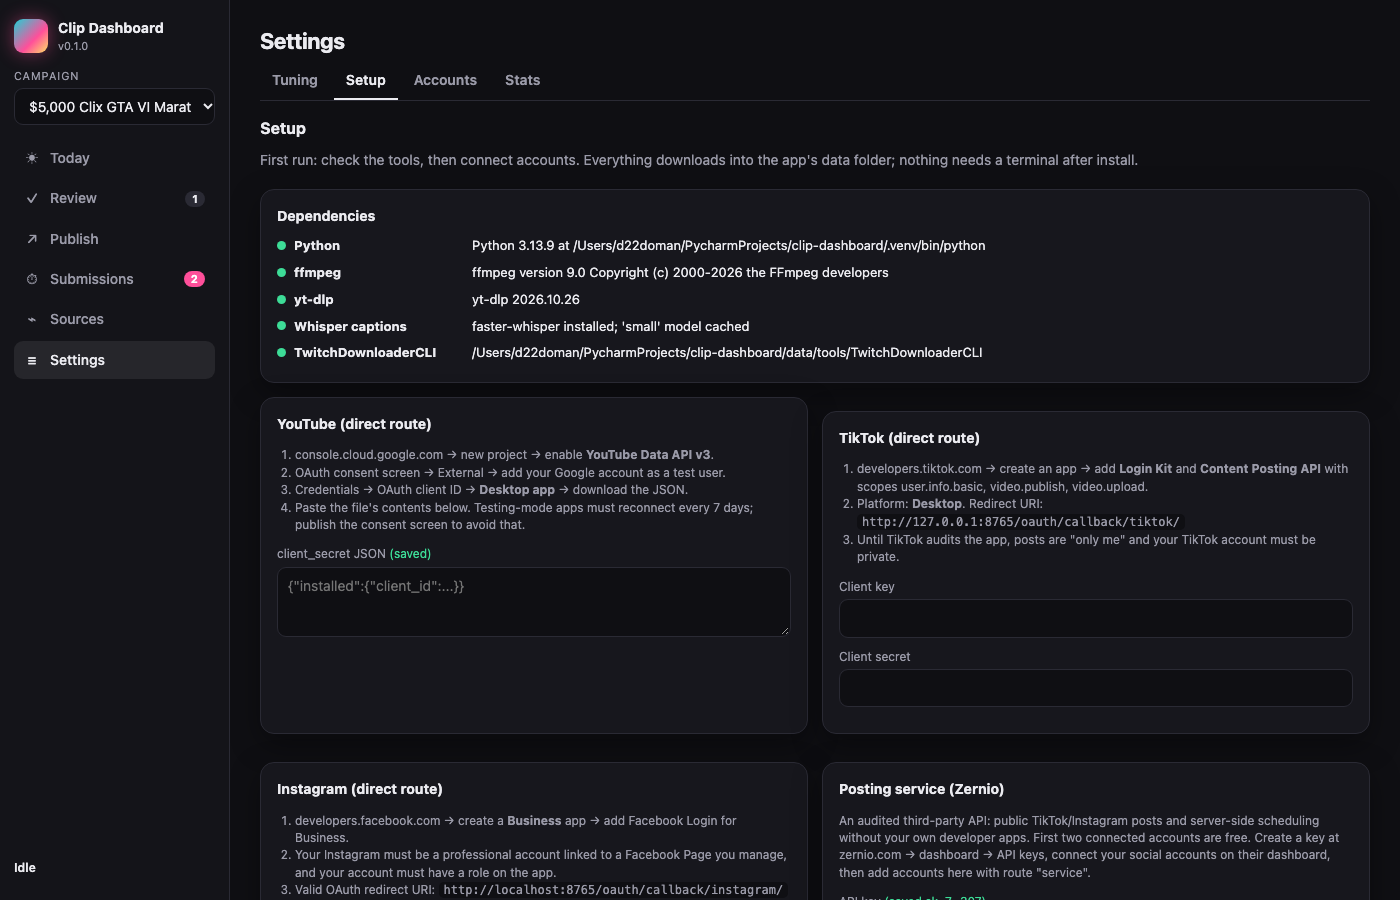 Clip Dashboard
v0.1.0
CAMPAIGN
$5,000 Clix GTA VI Marat
Today
Review 1
Publish
Submissions 2
Sources
Settings
Idle
Settings
Tuning Setup Accounts Stats
Setup
First run: check the tools, then connect accounts. Everything downloads into the app's data folder; nothing needs a terminal after install.
Dependencies
Python Python 3.13.9 at /Users/d22doman/PycharmProjects/clip-dashboard/.venv/bin/python
ffmpeg ffmpeg version 9.0 Copyright (c) 2000-2026 the FFmpeg developers
yt-dlp yt-dlp 2026.10.26
Whisper captions faster-whisper installed; 'small' model cached
TwitchDownloaderCLI /Users/d22doman/PycharmProjects/clip-dashboard/data/tools/TwitchDownloaderCLI
YouTube (direct route)
1. console.cloud.google.com → new project → enable YouTube Data API v3.
2. OAuth consent screen → External → add your Google account as a test user.
3. Credentials → OAuth client ID → Desktop app → download the JSON.
4. Paste the file's contents below. Testing-mode apps must reconnect every 7 days;
publish the consent screen to avoid that.
client_secret JSON (saved)
{"installed":{"client_id":...}}
TikTok (direct route)
1. developers.tiktok.com → create an app → add Login Kit and Content Posting API with
scopes user.info.basic, video.publish, video.upload.
2. Platform: Desktop. Redirect URI:
http://127.0.0.1:8765/oauth/callback/tiktok/
3. Until TikTok audits the app, posts are "only me" and your TikTok account must be
private.
Client key
Client secret
Instagram (direct route)
1. developers.facebook.com → create a Business app → add Facebook Login for
Business.
2. Your Instagram must be a professional account linked to a Facebook Page you manage,
and your account must have a role on the app.
3. Valid OAuth redirect URI: http://localhost:8765/oauth/callback/instagram/
Posting service (Zernio)
An audited third-party API: public TikTok/Instagram posts and server-side scheduling
without your own developer apps. First two connected accounts are free. Create a key at
zernio.com → dashboard → API keys, connect your social accounts on their dashboard,
then add accounts here with route "service".